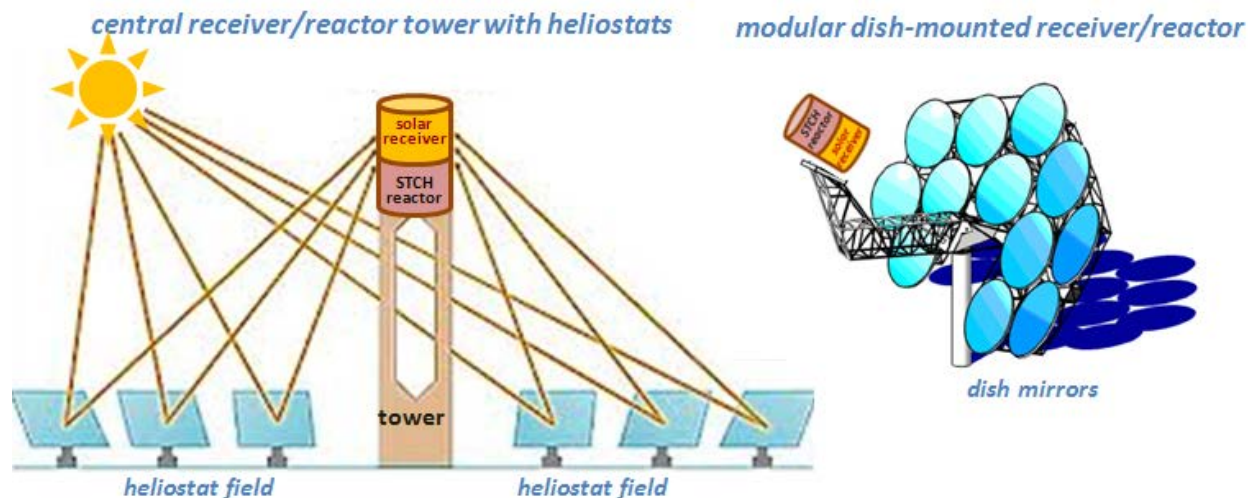 central receiver/reactor tower with heliostats
solar
receiver
STCH
reactor
tower
heliostat field
heliostat field
modular dish-mounted receiver/reactor
STCH
reactor
solar
receiver
dish mirrors